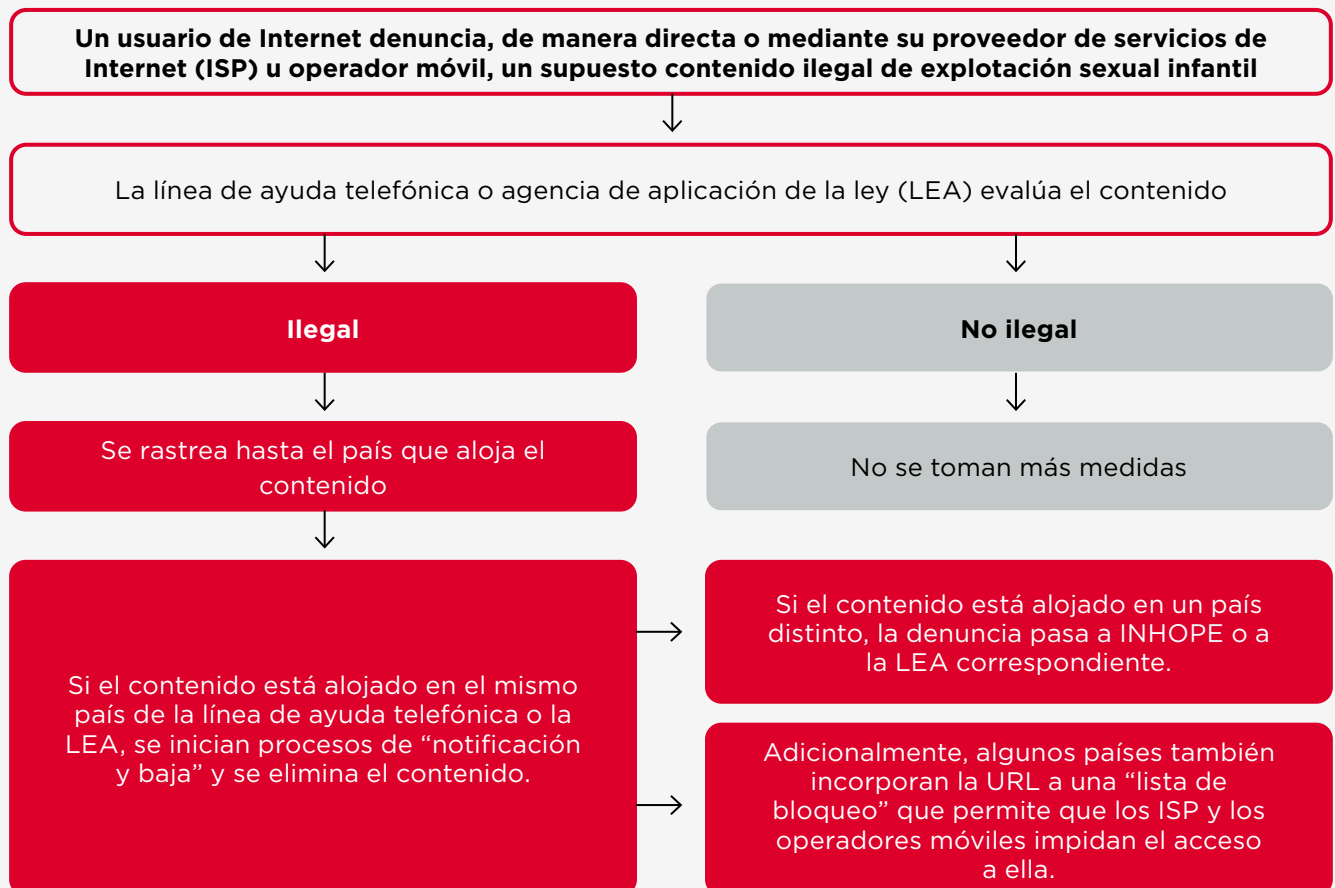 Un usuario de Internet denuncia, de manera directa o mediante su proveedor de servicios de
Internet (ISP) u operador móvil, un supuesto contenido ilegal de explotación sexual infantil
La línea de ayuda telefónica o agencia de aplicación de la ley (LEA) evalúa el contenido
Ilegal
No ilegal
Se rastrea hasta el país que aloja el
contenido
No se toman más medidas
Si el contenido está alojado en el mismo
país de la línea de ayuda telefónica o la
LEA, se inician procesos de “notificación
y baja” y se elimina el contenido.
Si el contenido está alojado en un país
distinto, la denuncia pasa a INHOPE o a
la LEA correspondiente.
Adicionalmente, algunos países también
incorporan la URL a una “lista de
bloqueo” que permite que los ISP y los
operadores móviles impidan el acceso
a ella.